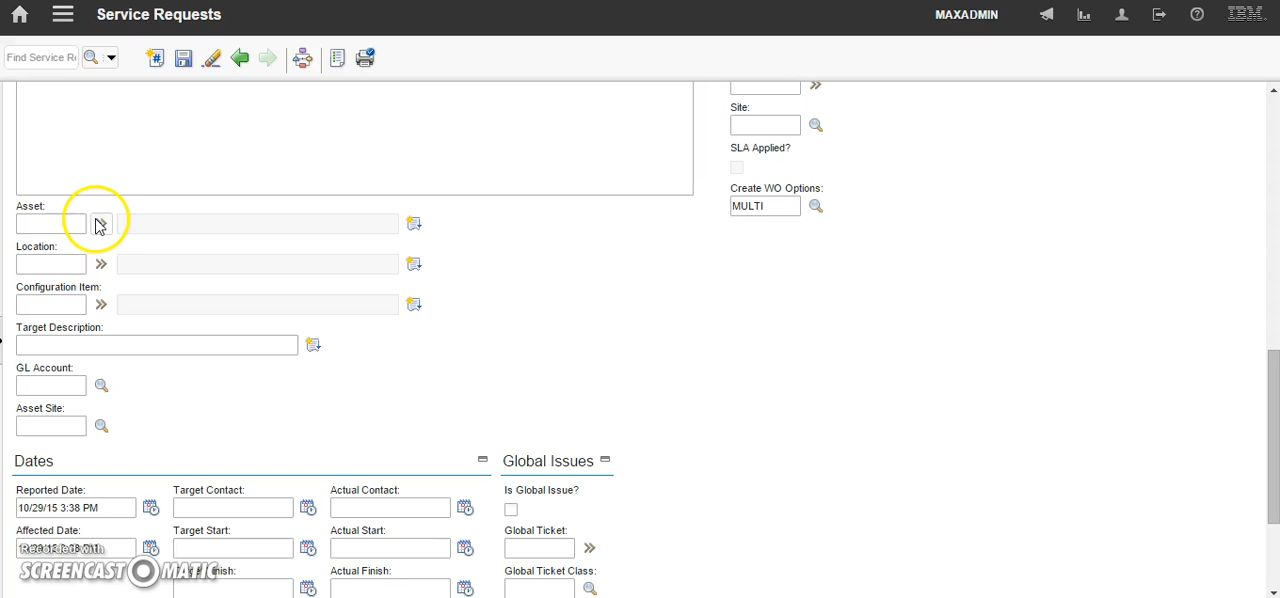 Service Requests
MAXADMIN
IBM.
Find Service R
Site:
SLA Applied?
Create WO Options:
MULTI
Asset:
Location:
Configuration Item:
Target Description:
GL Account:
Asset Site:
Dates
Global Issues
Reported Date:
Target Contact:
Actual Contact:
Is Global Issue?
10/29/15 3:38 PM
Affected Date:
Target Start:
Actual Start:
Global Ticket:
Recorded with
SCREENCAST-O-MATIC
Actual Finish:
Global Ticket Class: